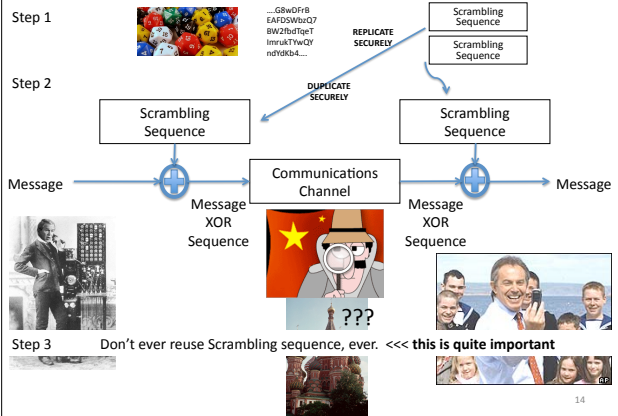 Step 1
....G8wDFrB
EAFDSWbzQ7
BW2fbdTqeT
ImrukTYwQY
ndYdKb4....
REPLICATE
SECURELY
Scrambling
Sequence
Scrambling
Sequence
Step 2
DUPLICATE
SECURELY
Scrambling
Sequence
Scrambling
Sequence
Message
Communications
Channel
Message
Message
XOR
Sequence
Message
XOR
Sequence
???
Step 3 Don’t ever reuse Scrambling sequence, ever. <<< this is quite important
AP
14